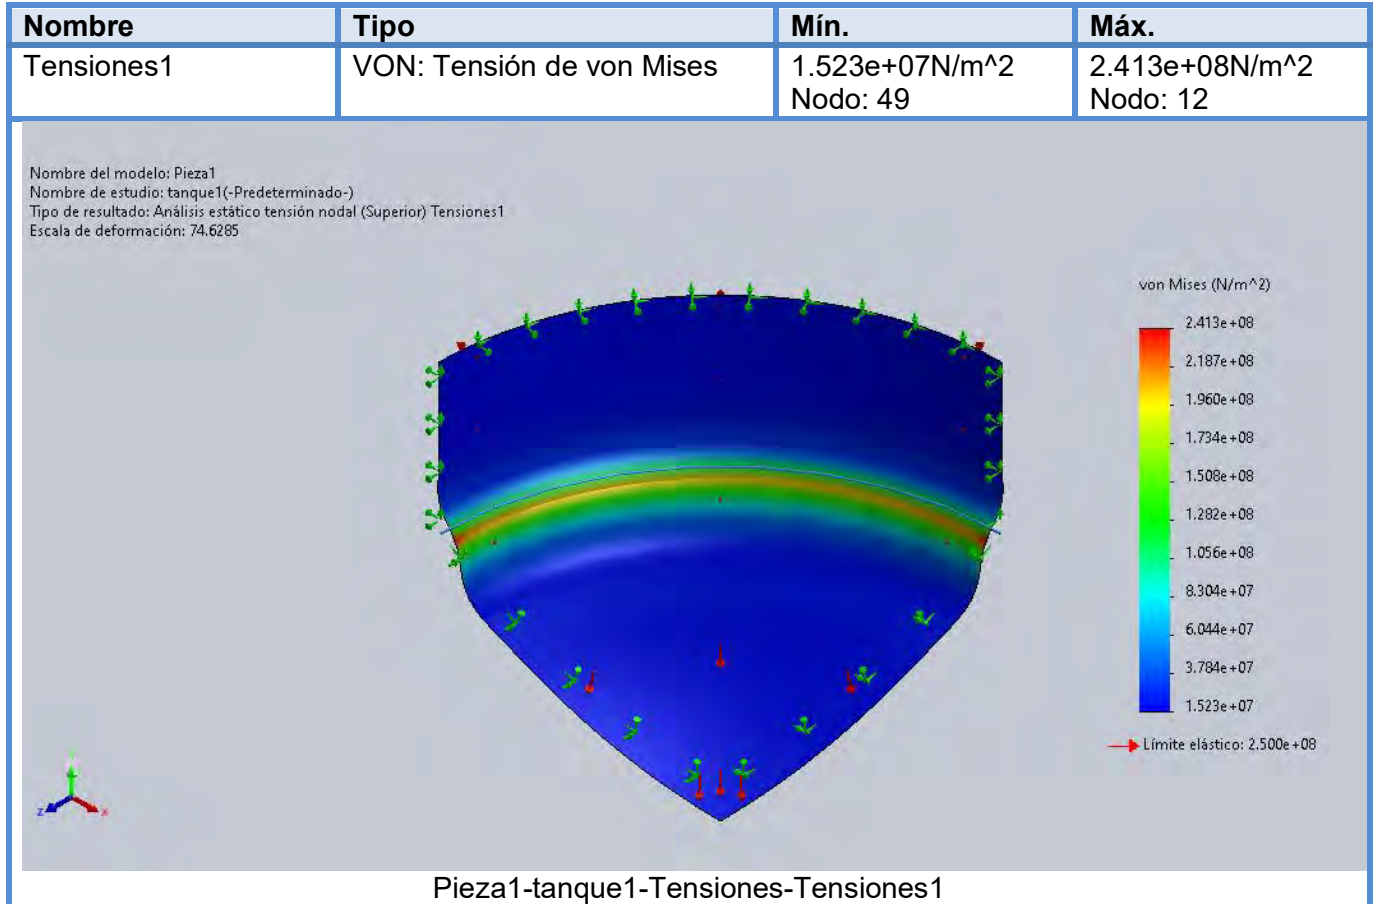 Nombre Tipo Mín. Máx.
Tensiones1 VON: Tensión de von Mises 1.523e+07N/m^2 2.413e+08N/m^2
Nodo: 49 Nodo: 12
Nombre del modelo: Pieza1
Nombre de estudio: tanque1(-Predeterminado-)
Tipo de resultado: Análisis estático tensión nodal (Superior) Tensiones1
Escala de deformación: 74.6285
von Mises (N/m^2)
2.413e+08
2.187e+08
1.960e+08
1.734e+08
1.508e+08
1.282e+08
1.056e+08
8.304e+07
6.044e+07
3.784e+07
1.523e+07
Límite elástico: 2.500e+08
Z X
Pieza1-tanque1-Tensiones-Tensiones1